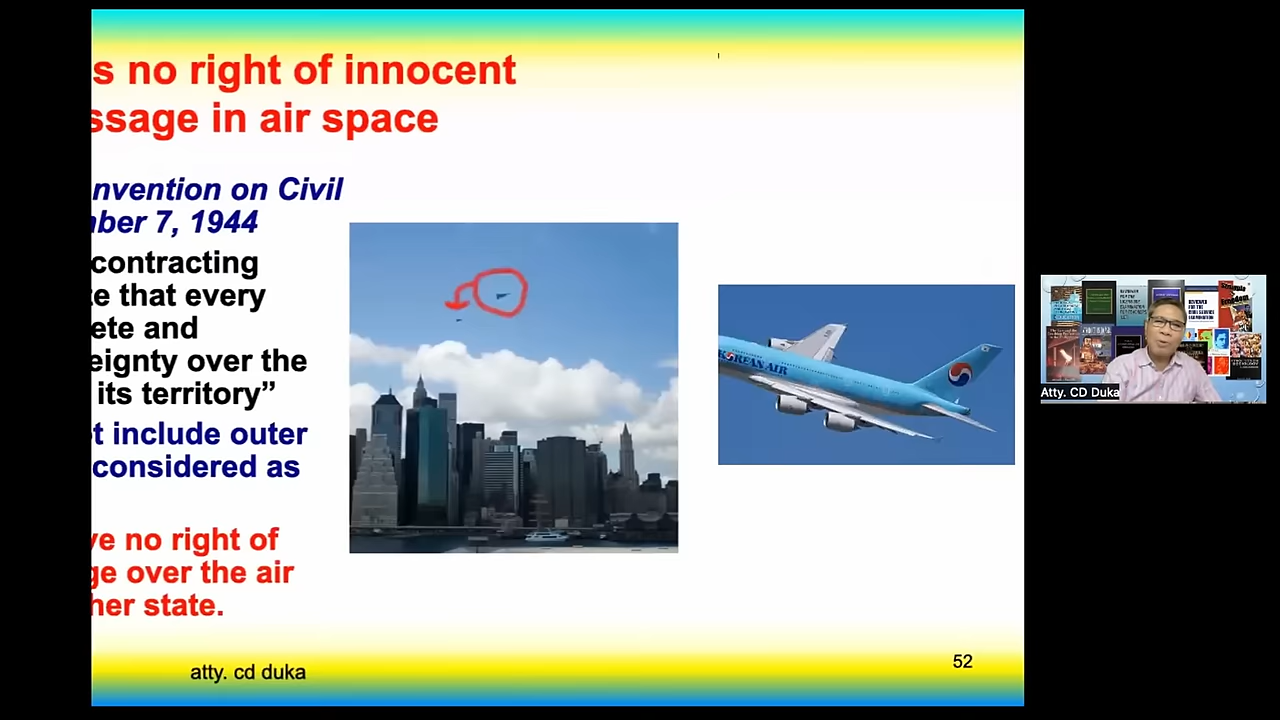 s no right of innocent
ssage in air space
nvention on Civil
ber 7, 1944
contracting
e that every
ete and
eignty over the
its territory”
t include outer
considered as
ve no right of
ge over the air
her state.
KOREAN AIR
atty. cd duka
52
Atty. CD Duka